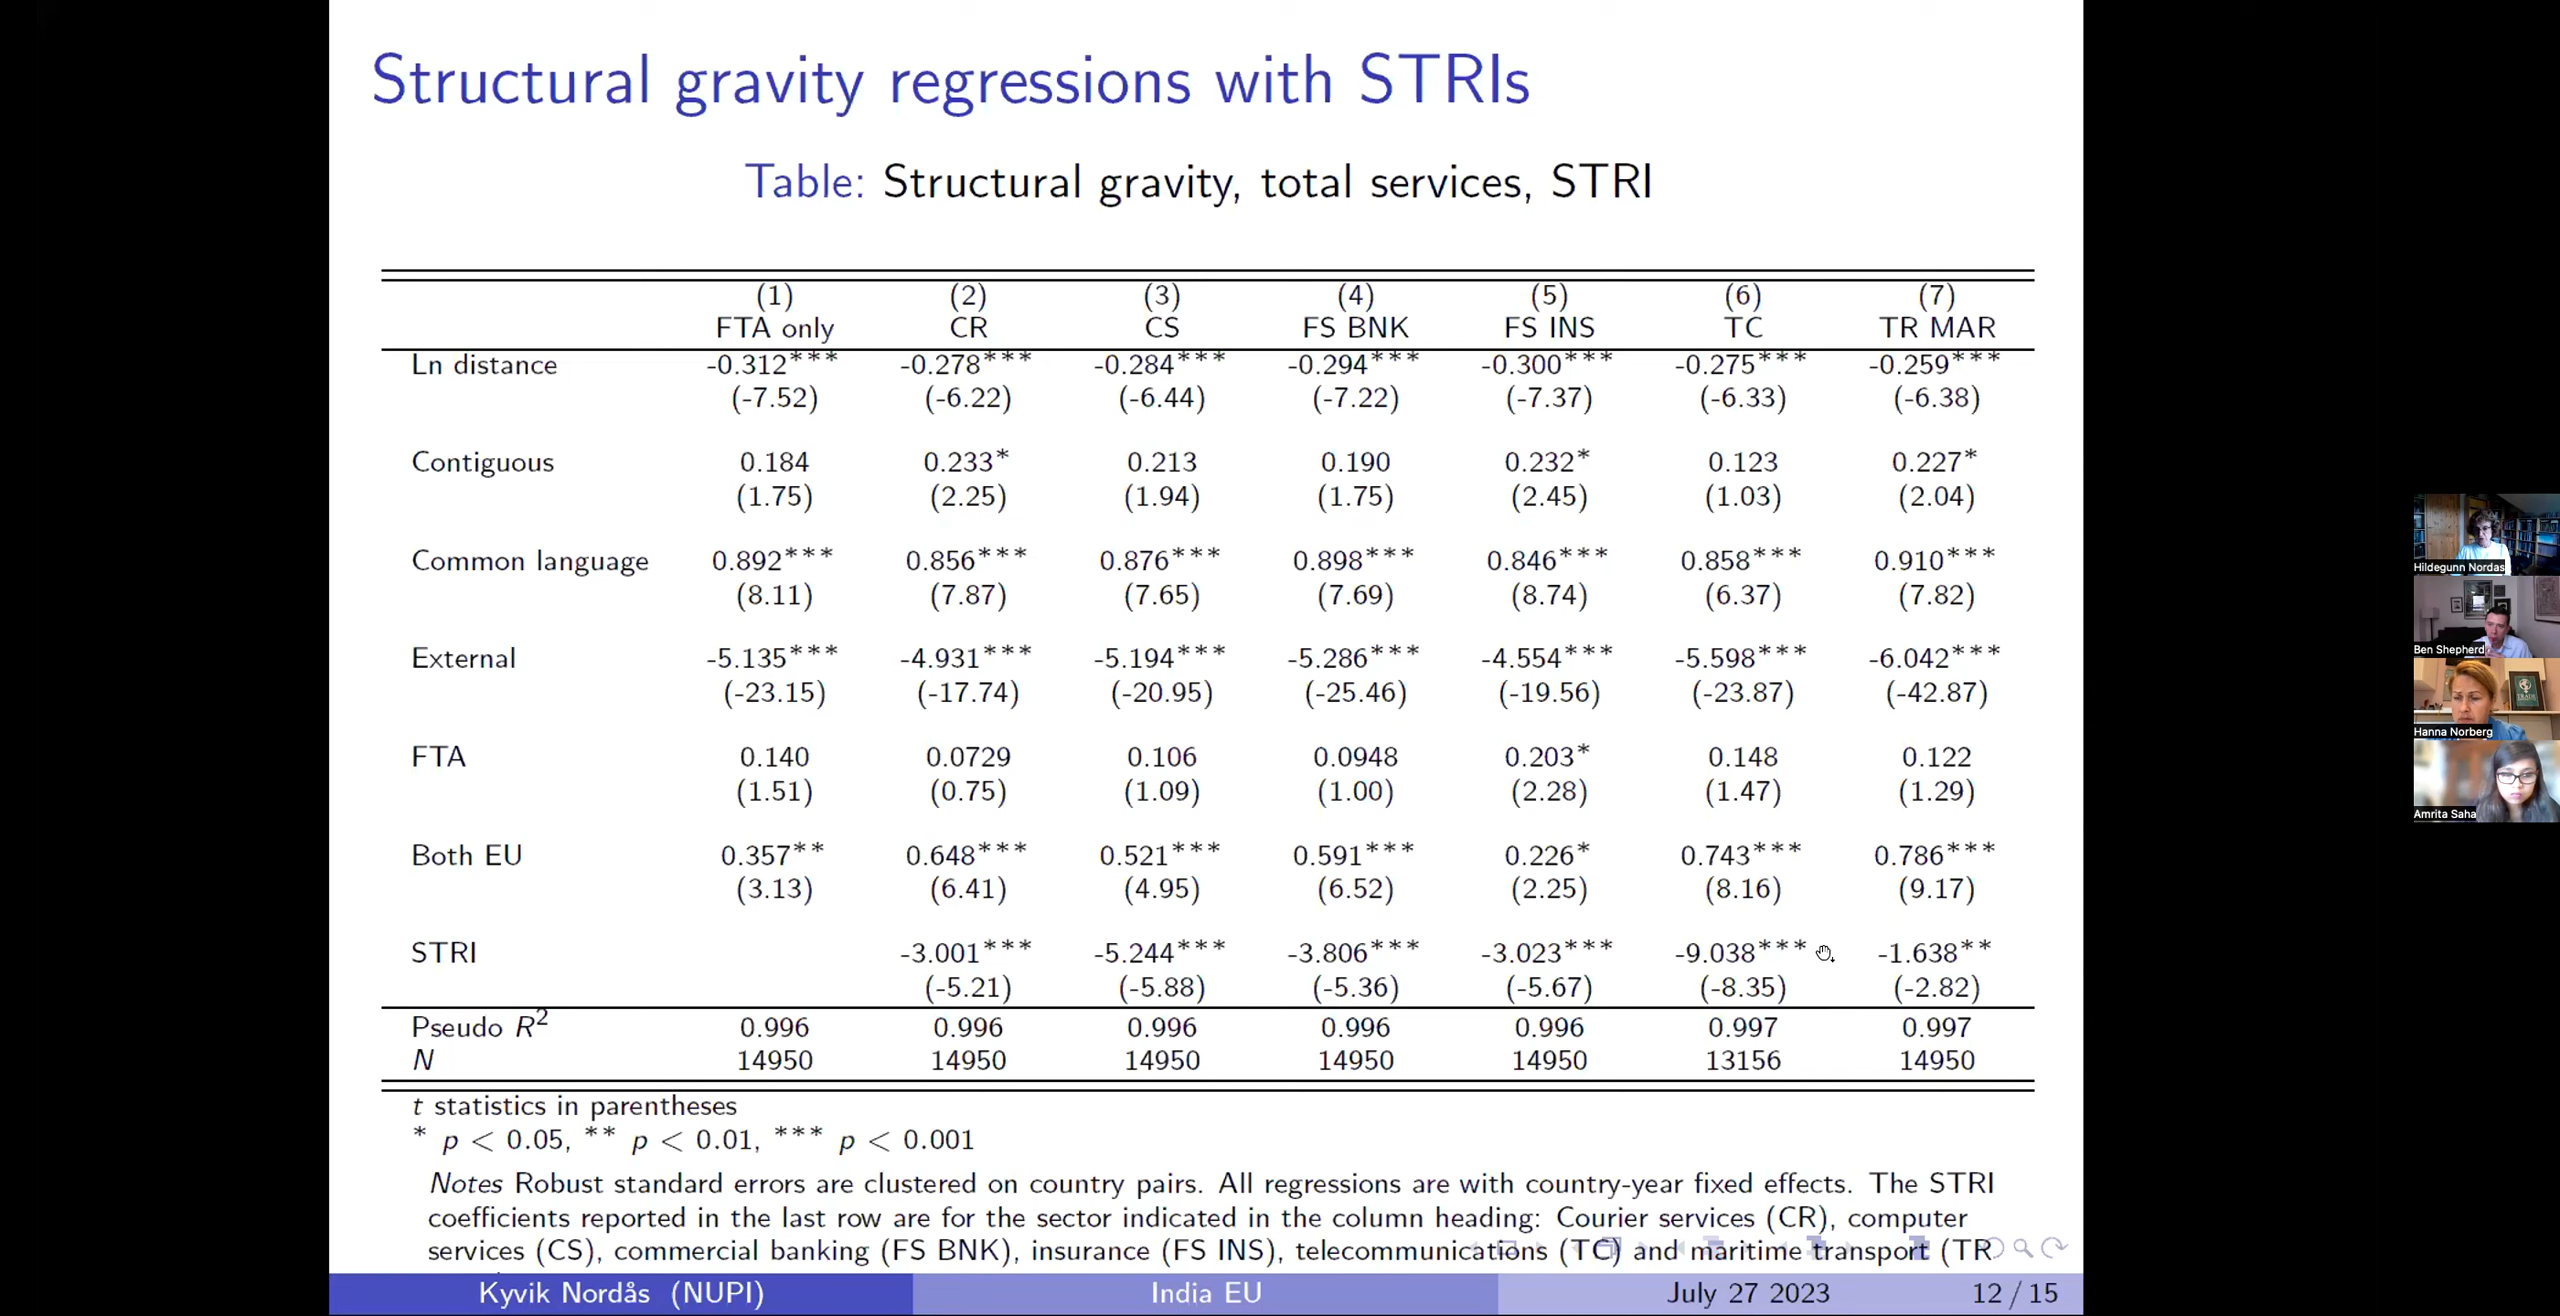 Structural gravity regressions with STRIs
Table: Structural gravity, total services, STRI
(1) (2) (3) (4) (5) (6) (7)
FTA only CR CS FS BNK FS INS TC TR MAR
Ln distance -0.312*** -0.278*** -0.284*** -0.294*** -0.300*** -0.275*** -0.259***
(-7.52) (-6.22) (-6.44) (-7.22) (-7.37) (-6.33) (-6.38)
Contiguous 0.184 0.233* 0.213 0.190 0.232* 0.123 0.227*
(1.75) (2.25) (1.94) (1.75) (2.45) (1.03) (2.04)
Common language 0.892*** 0.856*** 0.876*** 0.898*** 0.846*** 0.858*** 0.910***
(8.11) (7.87) (7.65) (7.69) (8.74) (6.37) (7.82)
External -5.135*** -4.931*** -5.194*** -5.286*** -4.554*** -5.598*** -6.042***
(-23.15) (-17.74) (-20.95) (-25.46) (-19.56) (-23.87) (-42.87)
FTA 0.140 0.0729 0.106 0.0948 0.203* 0.148 0.122
(1.51) (0.75) (1.09) (1.00) (2.28) (1.47) (1.29)
Both EU 0.357** 0.648*** 0.521*** 0.591*** 0.226* 0.743*** 0.786***
(3.13) (6.41) (4.95) (6.52) (2.25) (8.16) (9.17)
STRI -3.001*** -5.244*** -3.806*** -3.023*** -9.038*** -1.638**
(-5.21) (-5.88) (-5.36) (-5.67) (-8.35) (-2.82)
Pseudo R² 0.996 0.996 0.996 0.996 0.996 0.997 0.997
N 14950 14950 14950 14950 14950 13156 14950
t statistics in parentheses
* p < 0.05, ** p < 0.01, *** p < 0.001
Notes Robust standard errors are clustered on country pairs. All regressions are with country-year fixed effects. The STRI
coefficients reported in the last row are for the sector indicated in the column heading: Courier services (CR), computer
services (CS), commercial banking (FS BNK), insurance (FS INS), telecommunications (TC) and maritime transport (TR
Kyvik Nordås (NUPI) India EU July 27 2023 12 / 15
Hildegunn Nordas
Ben Shepherd
Hanna Norberg
Amrita Saha